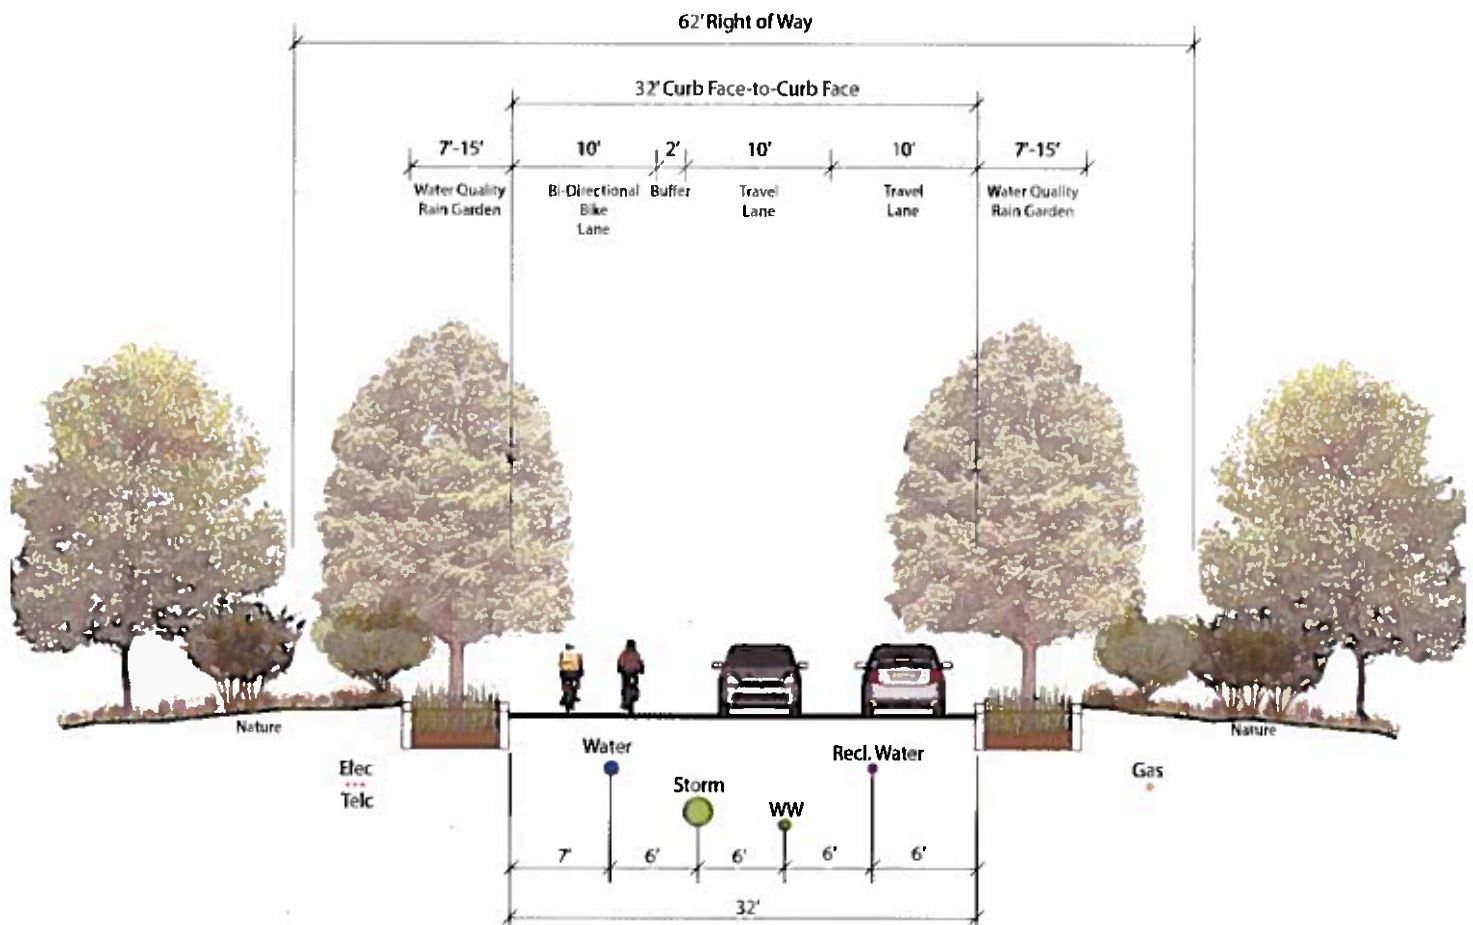 62' Right of Way
32' Curb Face-to-Curb Face
7'-15'
10'
2'
10'
10'
7'-15'
Water Quality
Rain Garden
Bi-Directional
Bike
Lane
Buffer
Travel
Lane
Travel
Lane
Water Quality
Rain Garden
Nature
Nature
Elec
Telc
Water
Storm
WW
Recl. Water
Gas
7'
6'
6'
6'
6'
32'